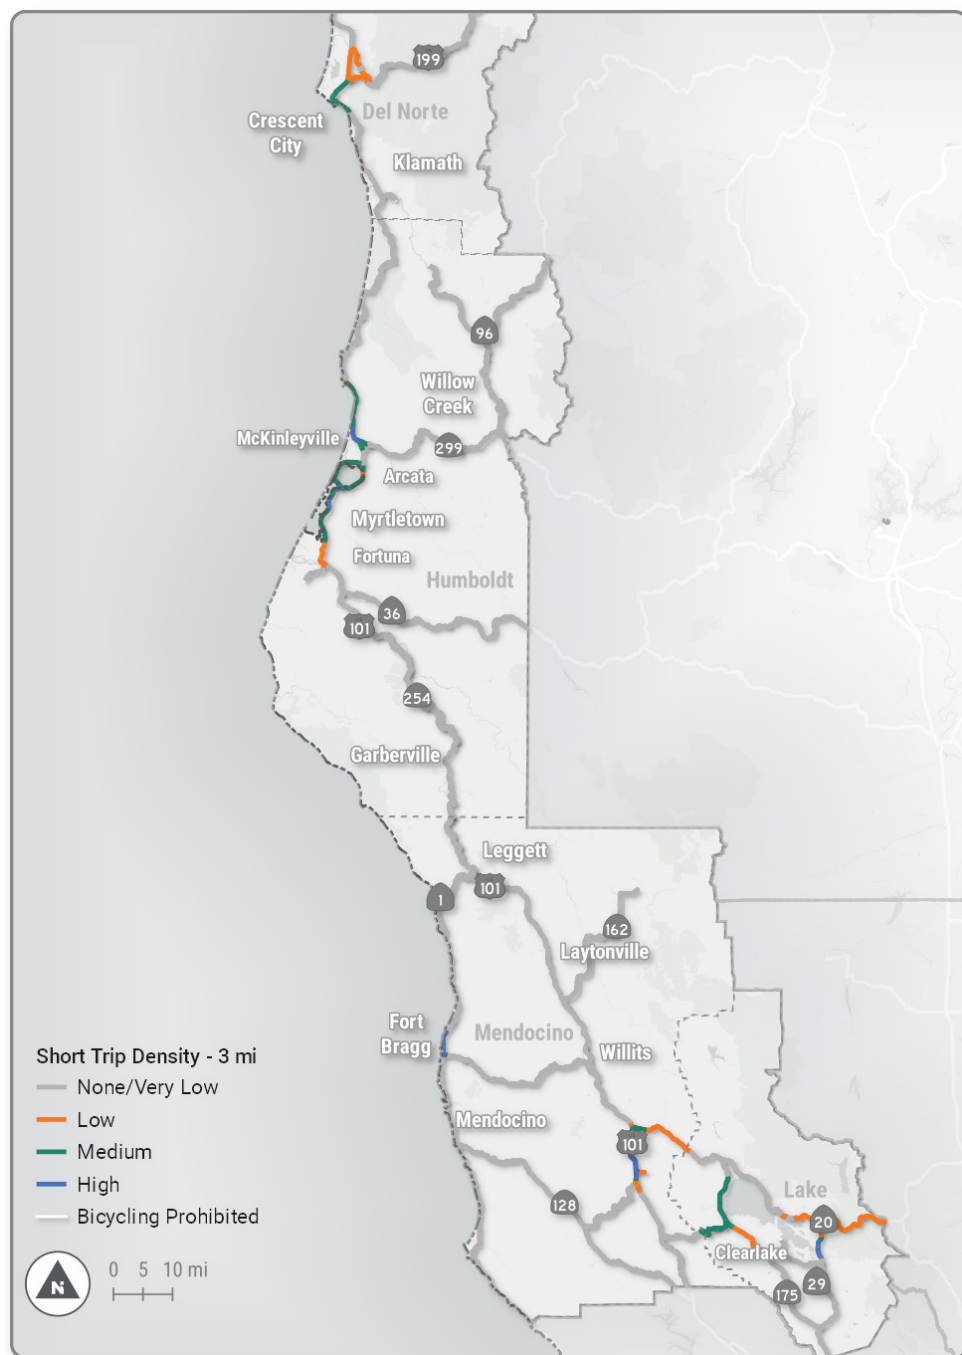 199
Del Norte
Crescent
City
Klamath
96
Willow
Creek
McKinleyville
299
Arcata
Myrtletown
Fortuna
Humboldt
36
101
254
Garberville
Leggett
101
1
162
Laytonville
Fort
Bragg
Mendocino
Willits
Mendocino
101
128
Lake
20
Clearlake
29
175
Short Trip Density - 3 mi
None/Very Low
Low
Medium
High
Bicycling Prohibited
N
0 5 10 mi